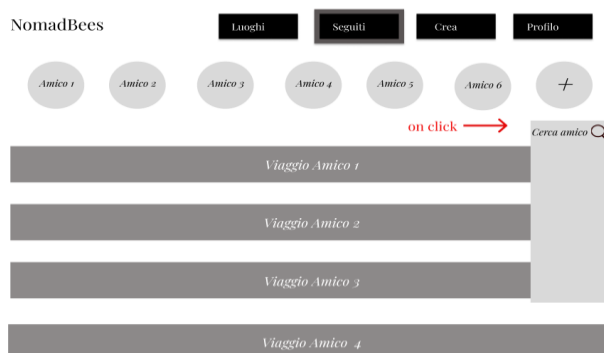 NomadBees
Luoghi
Seguiti
Crea
Profilo
Amico 1
Amico 2
Amico 3
Amico 4
Amico 5
Amico 6
+
on click
Cerca amico
Viaggio Amico 1
Viaggio Amico 2
Viaggio Amico 3
Viaggio Amico 4